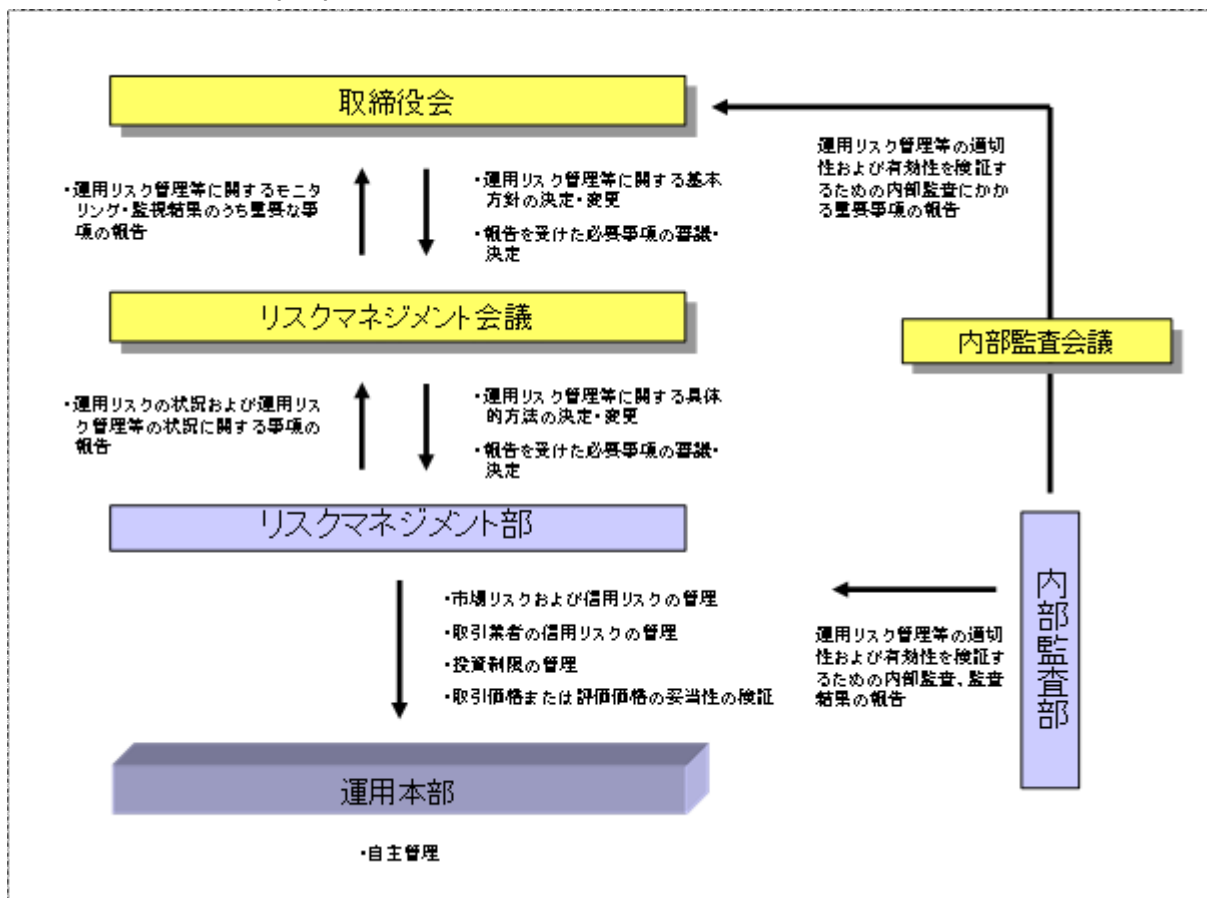 取締役会
・運用リスク管理等に関するモニ
タリング・監視結果のうち重要な事
項の報告
・運用リスク管理等に関する基本
方針の決定・変更
・報告を受けた必要事項の審議・
決定
運用リスク管理等の適切
性および有効性を検証す
るための内部監査にかか
る重要事項の報告
リスクマネジメント会議
内部監査会議
・運用リスクの状況および運用リス
ク管理等の状況に関する事項の
報告
・運用リスク管理等に関する具体
的方法の決定・変更
・報告を受けた必要事項の審議・
決定
リスクマネジメント部
内部監査部
・市場リスクおよび信用リスクの管理
・取引業者の信用リスクの管理
・投資制限の管理
・取引価格または評価価格の妥当性の検証
運用リスク管理等の適切
性および有効性を検証す
るための内部監査、監査
結果の報告
運用本部
・自主管理